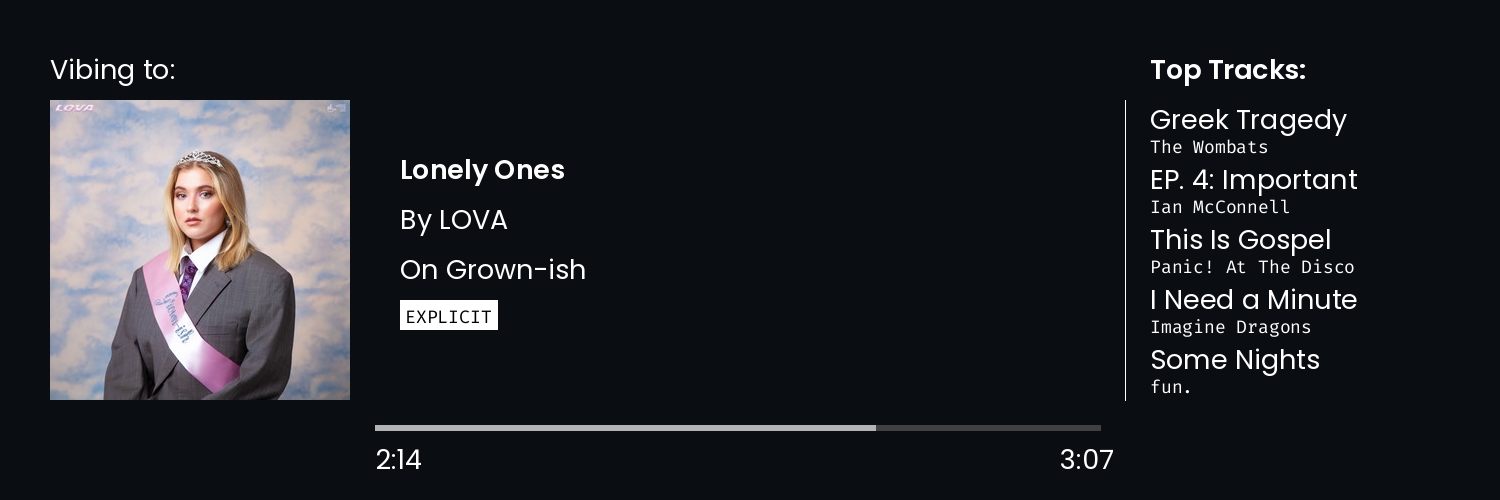 Vibing to:
LOVA
Grown-ish
Lonely Ones
By LOVA
On Grown-ish
EXPLICIT
2:14
3:07
Top Tracks:
Greek Tragedy
The Wombats
EP. 4: Important
Ian McConnell
This Is Gospel
Panic! At The Disco
I Need a Minute
Imagine Dragons
Some Nights
fun.